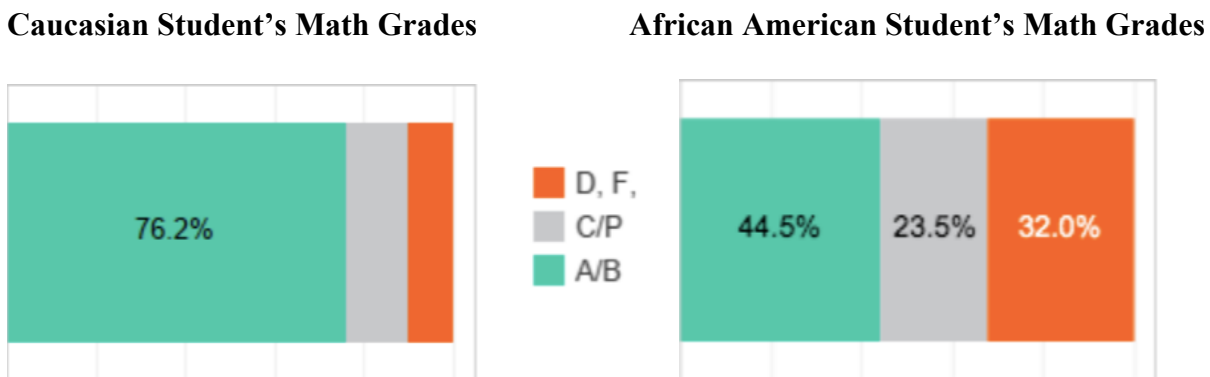 Caucasian Student’s Math Grades
African American Student’s Math Grades
76.2%
D, F,
C/P
A/B
44.5%
23.5%
32.0%